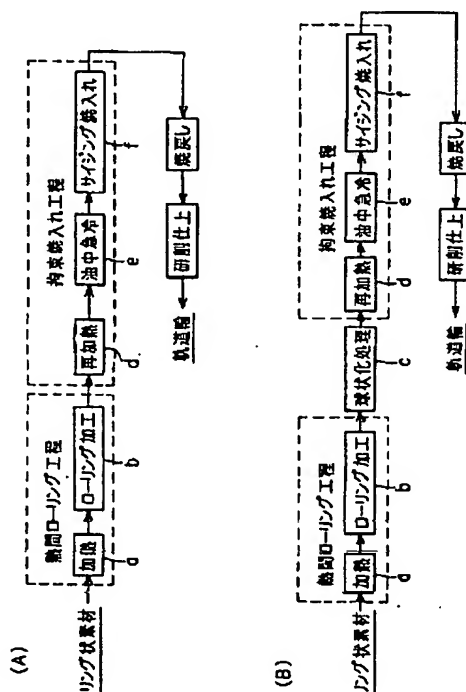 (A)
熱間ローリング工程
拘束焼入れ工程
リング状素材
加熱
ローリング加工
再加熱
油中急冷
サイジング焼入れ
a
b
d
e
f
焼戻し
研削仕上
軌道輪
(B)
熱間ローリング工程
拘束焼入れ工程
リング状素材
加熱
ローリング加工
球状化処理
再加熱
油中急冷
サイジング焼入れ
a
b
c
d
e
f
焼戻し
研削仕上
軌道輪